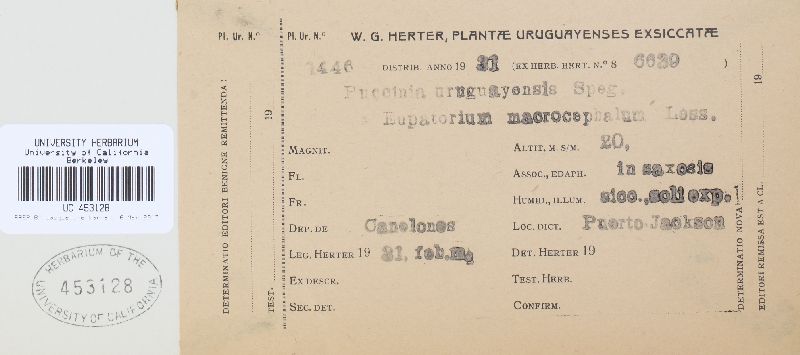 UNIVERSITY HERBARIUM
University of California
Berkeley
UC 453128
HERBARIUM OF THE
453128
UNIVERSITY OF CALIFORNIA
Pl. Ur. N.º
DETERMINATIO EDITORI BENIGNE REMITTENDA:
TEST. 19
Pl. Ur. N.º W. G. HERTER, PLANTÆ URUGUAYENSES EXSICCATÆ
1446 DISTRIB. ANNO 19 31 (EX HERB. HERT. N.º 8 6639 )
Puccinia uruguayensis Speg.
Eupatorium macrocephalum Less.
MAGNIT. ALTIT. M. S/M. 20,
FL. ASSOC., EDAPH. in saxosis
FR. HUMID., ILLUM. sicc., soli exp.
DEP. DE Canelones LOC. DICT. Puerto Jackson
LEG. HERTER 19 31, feb. DET. HERTER 19
EX DESCR. TEST. HERB.
SEC. DET. CONFIRM.
DETERMINATIO NOVA:
EDITORI REMISSA EST A CL. 19